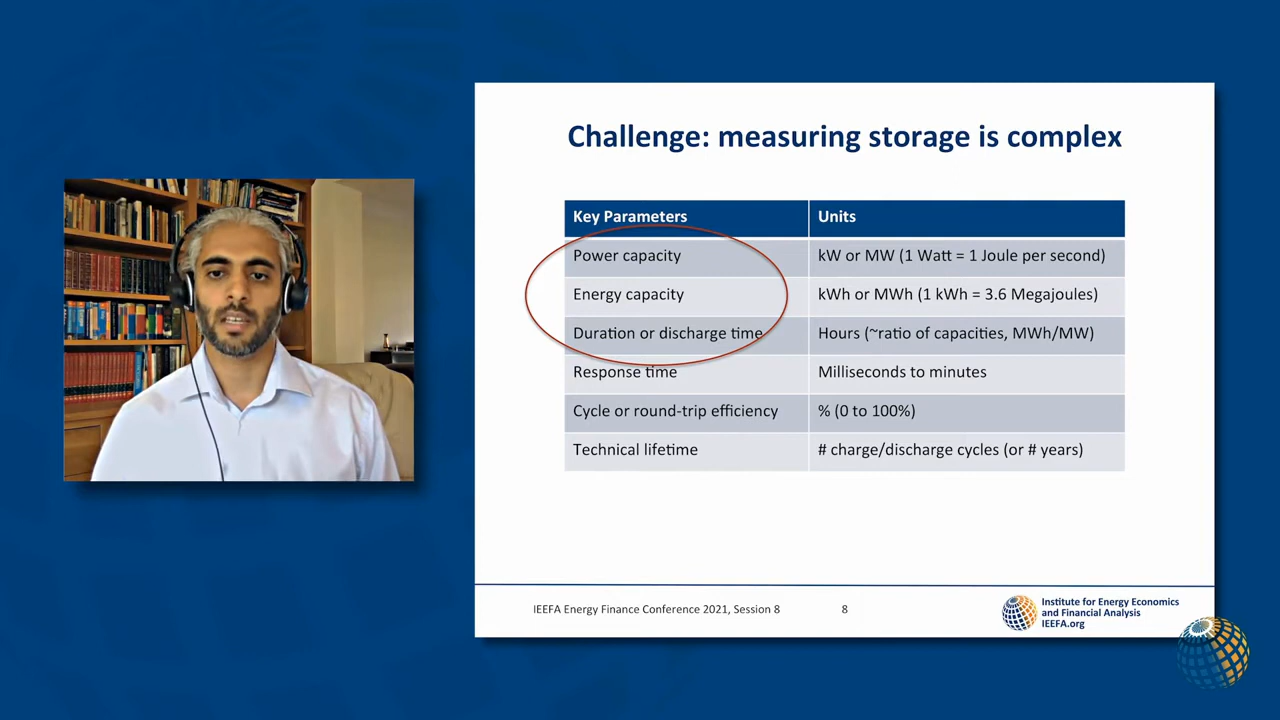 Challenge: measuring storage is complex
Key Parameters Units
Power capacity kW or MW (1 Watt = 1 Joule per second)
Energy capacity kWh or MWh (1 kWh = 3.6 Megajoules)
Duration or discharge time Hours (~ratio of capacities, MWh/MW)
Response time Milliseconds to minutes
Cycle or round-trip efficiency % (0 to 100%)
Technical lifetime # charge/discharge cycles (or # years)
IEEFA Energy Finance Conference 2021, Session 8 8
Institute for Energy Economics
and Financial Analysis
IEEFA.org